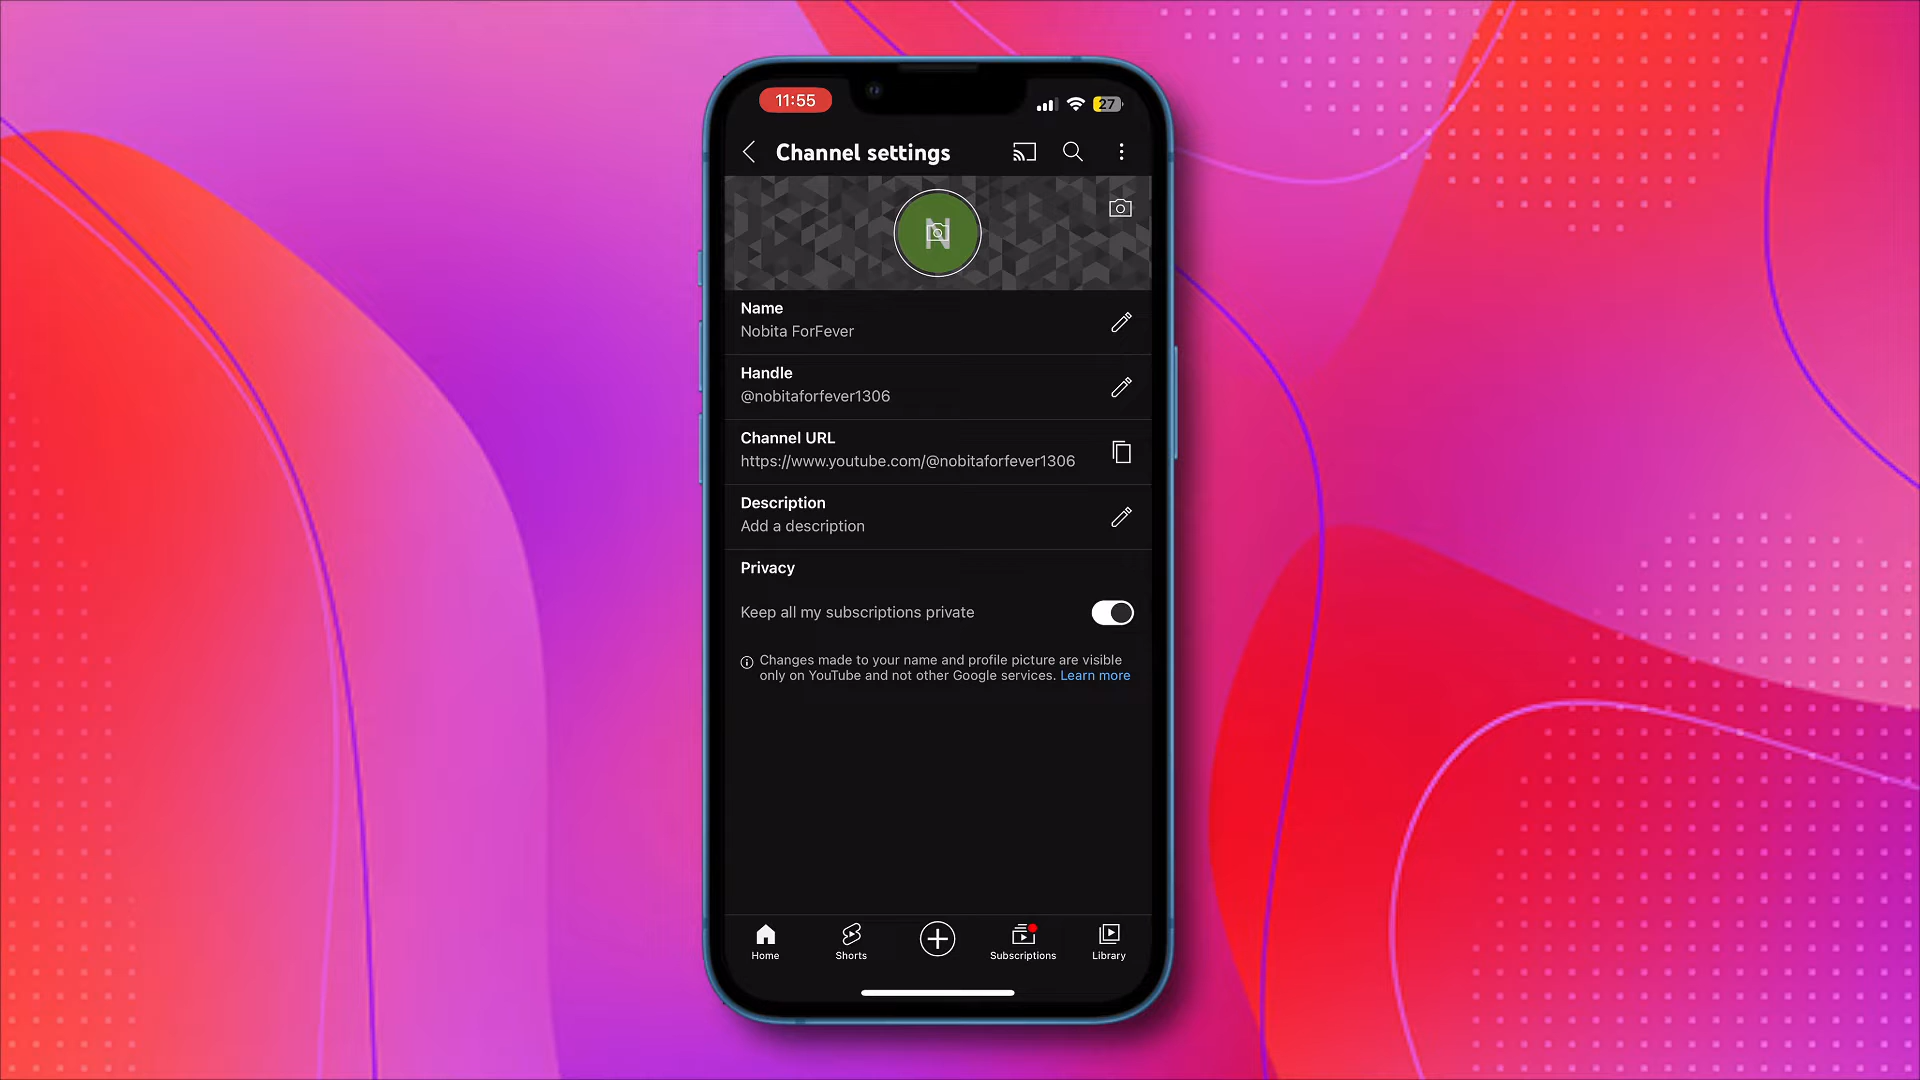 11:55
27
Channel settings
N
Name
Nobita ForFever
Handle
@nobitaforfever1306
Channel URL
https://www.youtube.com/@nobitaforfever1306
Description
Add a description
Privacy
Keep all my subscriptions private
Changes made to your name and profile picture are visible
only on YouTube and not other Google services. Learn more
Home
Shorts
Subscriptions
Library